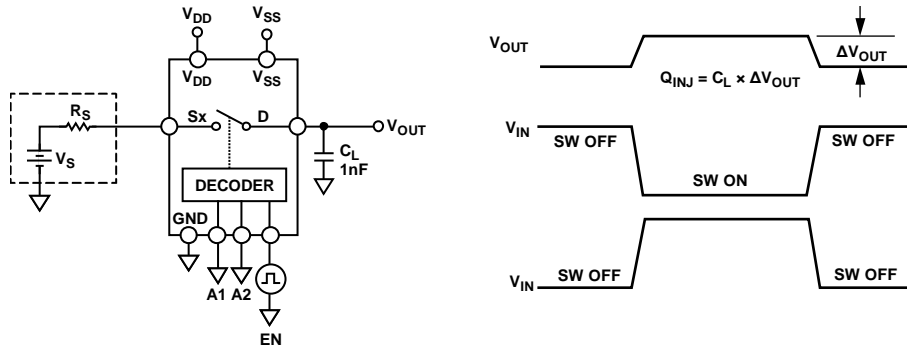 VDD
VSS
VDD
VSS
RS
VS
Sx
D
VOUT
CL
1nF
DECODER
GND
A1
A2
EN
VOUT
ΔVOUT
QINJ = CL × ΔVOUT
VIN
SW OFF
SW OFF
SW ON
VIN
SW OFF
SW OFF